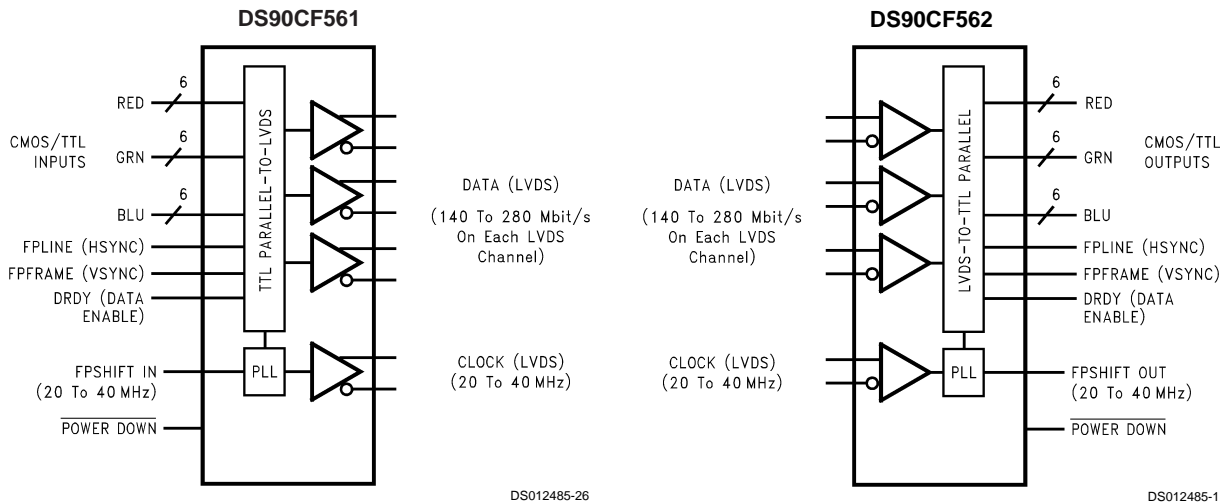 DS90CF561
6
RED
CMOS/TTL
INPUTS
6
GRN
6
BLU
FPLINE (HSYNC)
FPFRAME (VSYNC)
DRDY (DATA
ENABLE)
FPSHIFT IN
(20 To 40 MHz)
POWER DOWN
TTL PARALLEL-TO-LVDS
PLL
DATA (LVDS)
(140 To 280 Mbit/s
On Each LVDS
Channel)
CLOCK (LVDS)
(20 To 40 MHz)
DS012485-26
DS90CF562
DATA (LVDS)
(140 To 280 Mbit/s
On Each LVDS
Channel)
CLOCK (LVDS)
(20 To 40 MHz)
LVDS-TO-TTL PARALLEL
PLL
6
RED
6
GRN
CMOS/TTL
OUTPUTS
6
BLU
FPLINE (HSYNC)
FPFRAME (VSYNC)
DRDY (DATA
ENABLE)
FPSHIFT OUT
(20 To 40 MHz)
POWER DOWN
DS012485-1